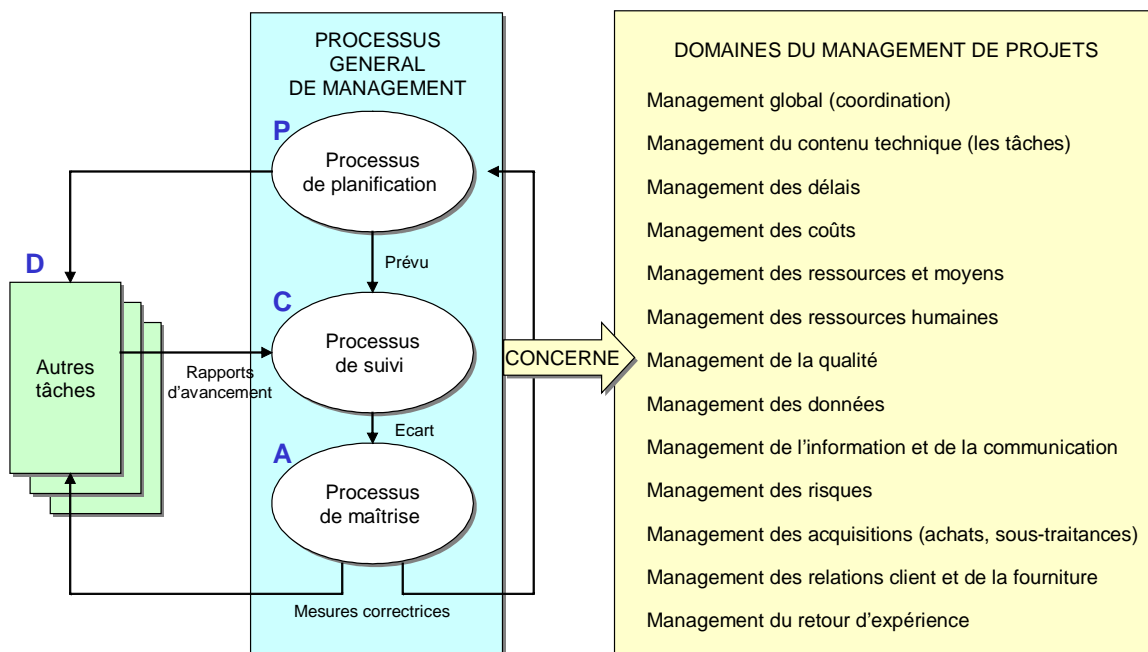 PROCESSUS
GENERAL
DE MANAGEMENT
P
Processus
de planification
Prévu
D
Autres
tâches
Rapports
d'avancement
C
Processus
de suivi
Ecart
A
Processus
de maîtrise
Mesures correctrices
CONCERNE
DOMAINES DU MANAGEMENT DE PROJETS
Management global (coordination)
Management du contenu technique (les tâches)
Management des délais
Management des coûts
Management des ressources et moyens
Management des ressources humaines
Management de la qualité
Management des données
Management de l'information et de la communication
Management des risques
Management des acquisitions (achats, sous-traitances)
Management des relations client et de la fourniture
Management du retour d'expérience